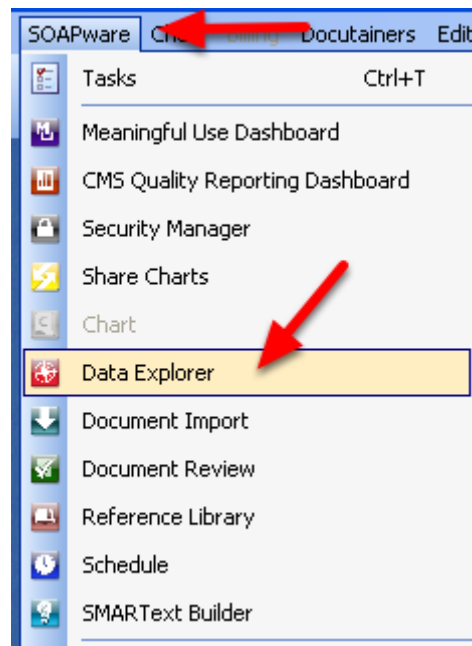 SOAPware Docutainers Edit
Tasks Ctrl+T
Meaningful Use Dashboard
CMS Quality Reporting Dashboard
Security Manager
Share Charts
Chart
Data Explorer
Document Import
Document Review
Reference Library
Schedule
SMARText Builder